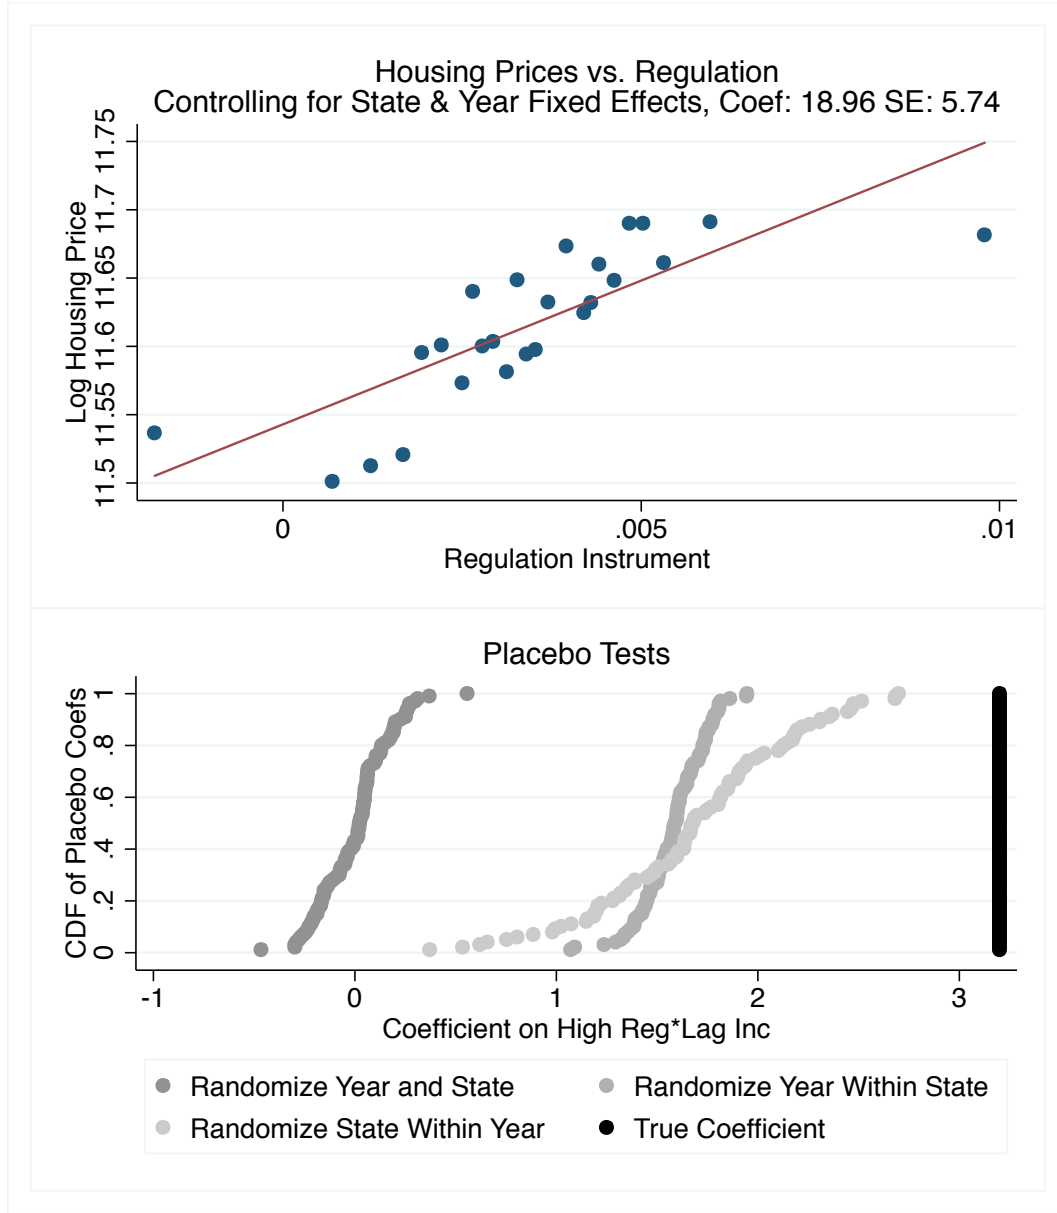 Housing Prices vs. Regulation
Controlling for State & Year Fixed Effects, Coef: 18.96 SE: 5.74
Log Housing Price
11.75
11.7
11.65
11.6
11.55
11.5
0 .005 .01
Regulation Instrument
Placebo Tests
CDF of Placebo Coefs
1
.8
.6
.4
.2
0
-1 0 1 2 3
Coefficient on High Reg*Lag Inc
Randomize Year and State Randomize Year Within State
Randomize State Within Year True Coefficient